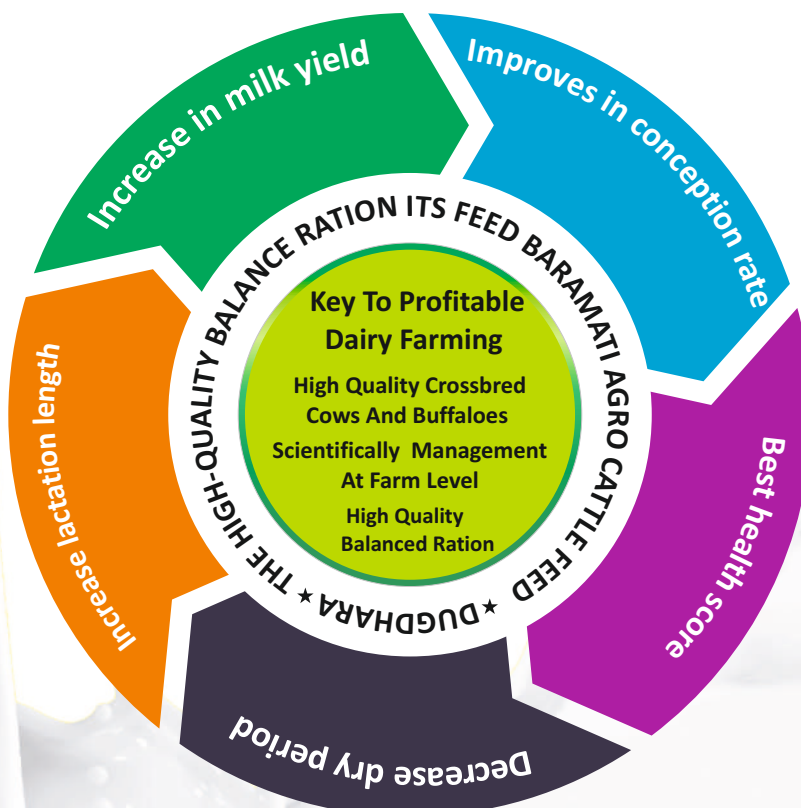 Increase in milk yield
Improves in conception rate
Best health score
Decrease dry period
Increase lactation length
THE HIGH-QUALITY BALANCE RATION ITS FEED BARAMATI AGRO CATTLE FEED ★ DUGDHARA ★
Key To Profitable
Dairy Farming
High Quality Crossbred
Cows And Buffaloes
Scientifically Management
At Farm Level
High Quality
Balanced Ration